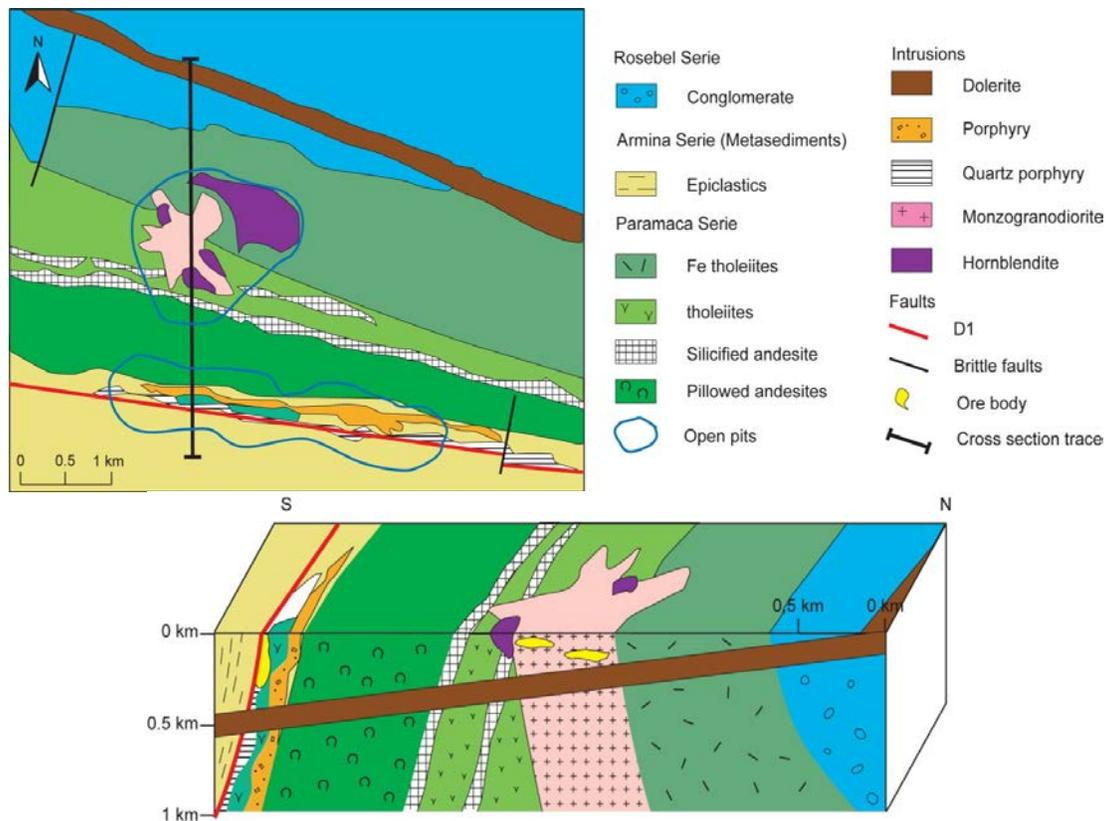 N
0 0.5 1 km
Rosebel Serie
Conglomerate
Armina Serie (Metasediments)
Epiclastics
Paramaca Serie
Fe tholeiites
tholeiites
Silicified andesite
Pillowed andesites
Open pits
Intrusions
Dolerite
Porphyry
Quartz porphyry
Monzogranodiorite
Hornblendite
Faults
D1
Brittle faults
Ore body
Cross section trace
S N
0.5 km 0 km
0 km
0.5 km
1 km